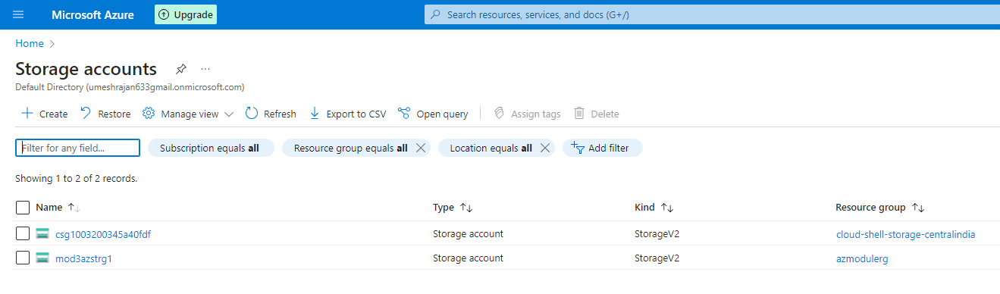 Microsoft Azure Upgrade Search resources, services, and docs (G+/)
Home
Storage accounts
Default Directory (umeshrajan633gmail.onmicrosoft.com)
Create Restore Manage view Refresh Export to CSV Open query Assign tags Delete
Filter for any field... Subscription equals all Resource group equals all Location equals all Add filter
Showing 1 to 2 of 2 records.
Name Type Kind Resource group
csg1003200345a40fdf Storage account StorageV2 cloud-shell-storage-centralindia
mod3azstrg1 Storage account StorageV2 azmodulerg